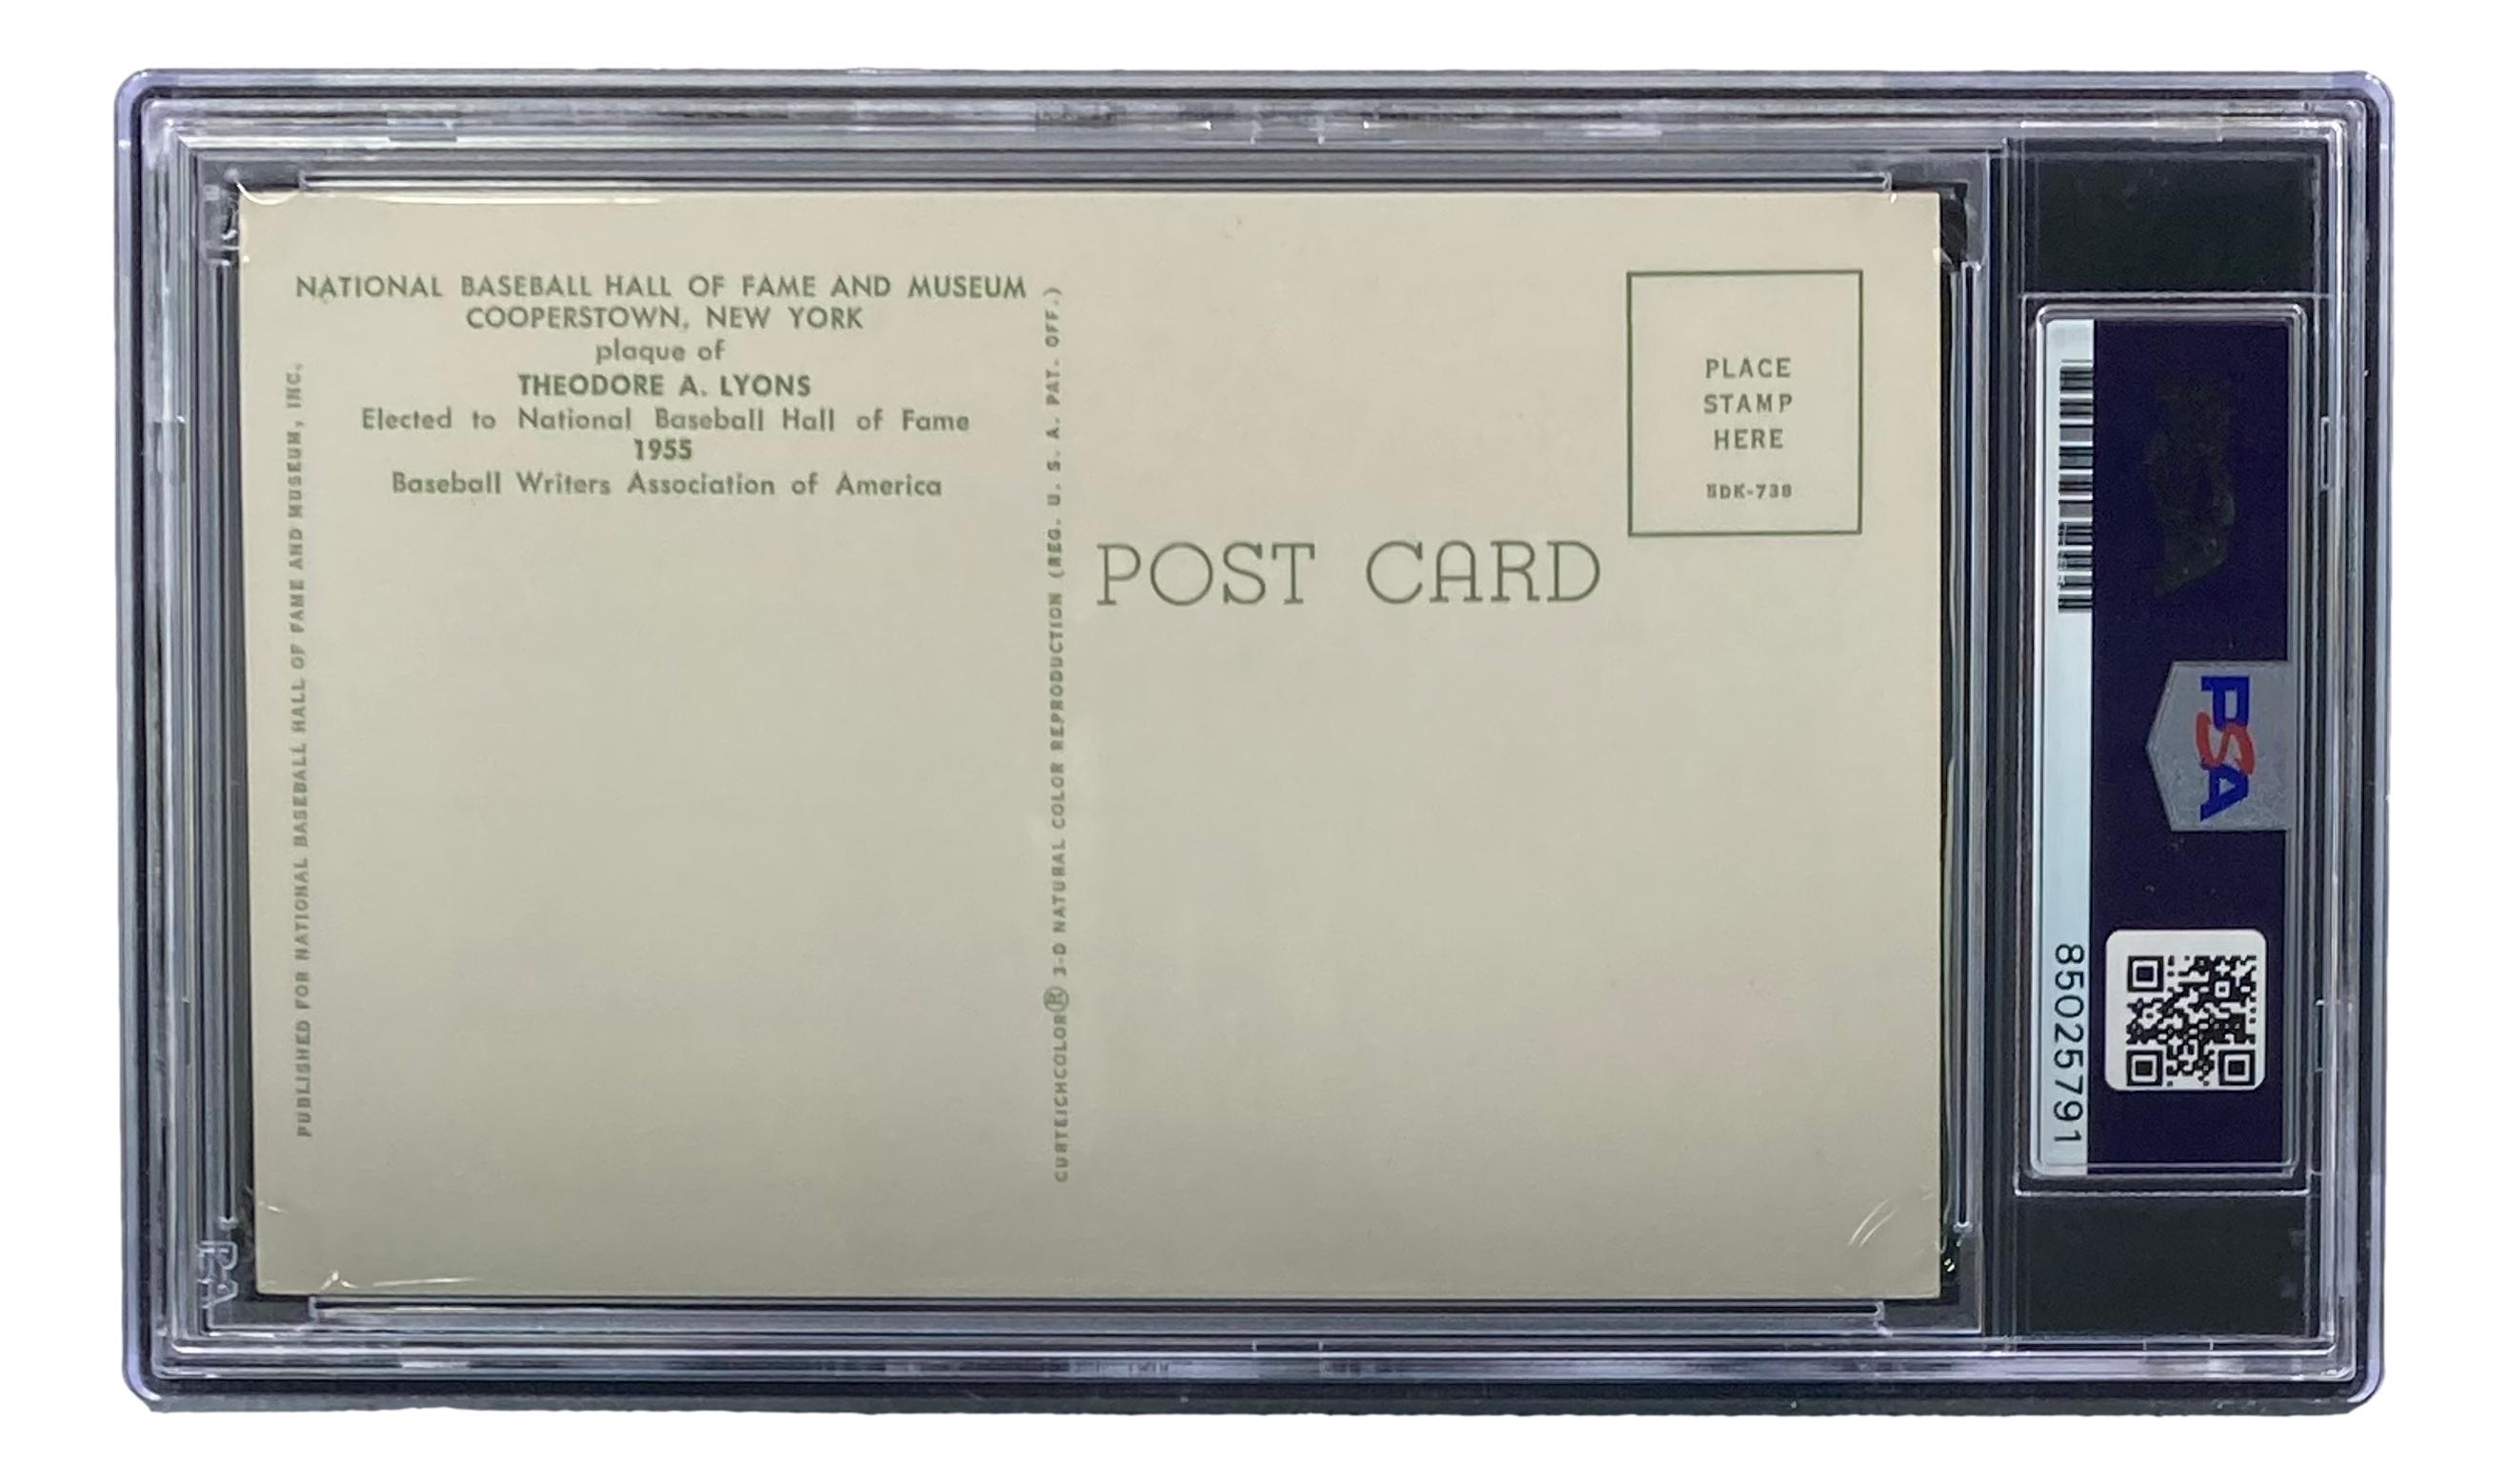 NATIONAL BASEBALL HALL OF FAME AND MUSEUM
COOPERSTOWN, NEW YORK
plaque of
THEODORE A. LYONS
Elected to National Baseball Hall of Fame
1955
Baseball Writers Association of America
PUBLISHED FOR NATIONAL BASEBALL HALL OF FAME AND MUSEUM, INC.
CURTEICHCOLOR® 3-D NATURAL COLOR REPRODUCTION (REG. U. S. A. PAT. OFF.)
POST CARD
PLACE
STAMP
HERE
PSA
85025791
PSA